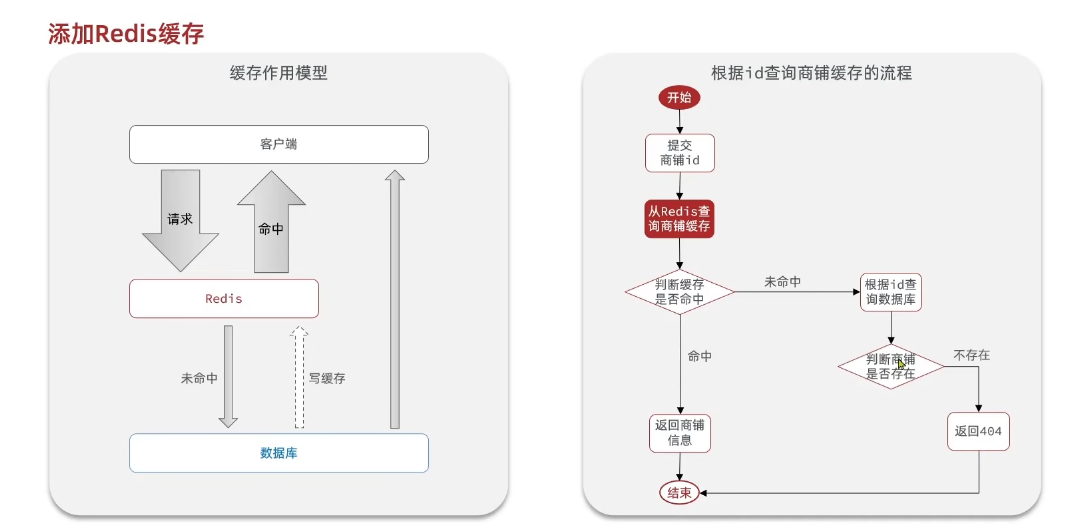 添加Redis缓存
缓存作用模型
客户端
请求
命中
Redis
未命中
写缓存
数据库
根据id查询商铺缓存的流程
开始
提交
商铺id
从Redis查
询商铺缓存
判断缓存
是否命中
未命中
根据id查
询数据库
命中
判断商铺
是否存在
不存在
返回商铺
信息
返回404
结束